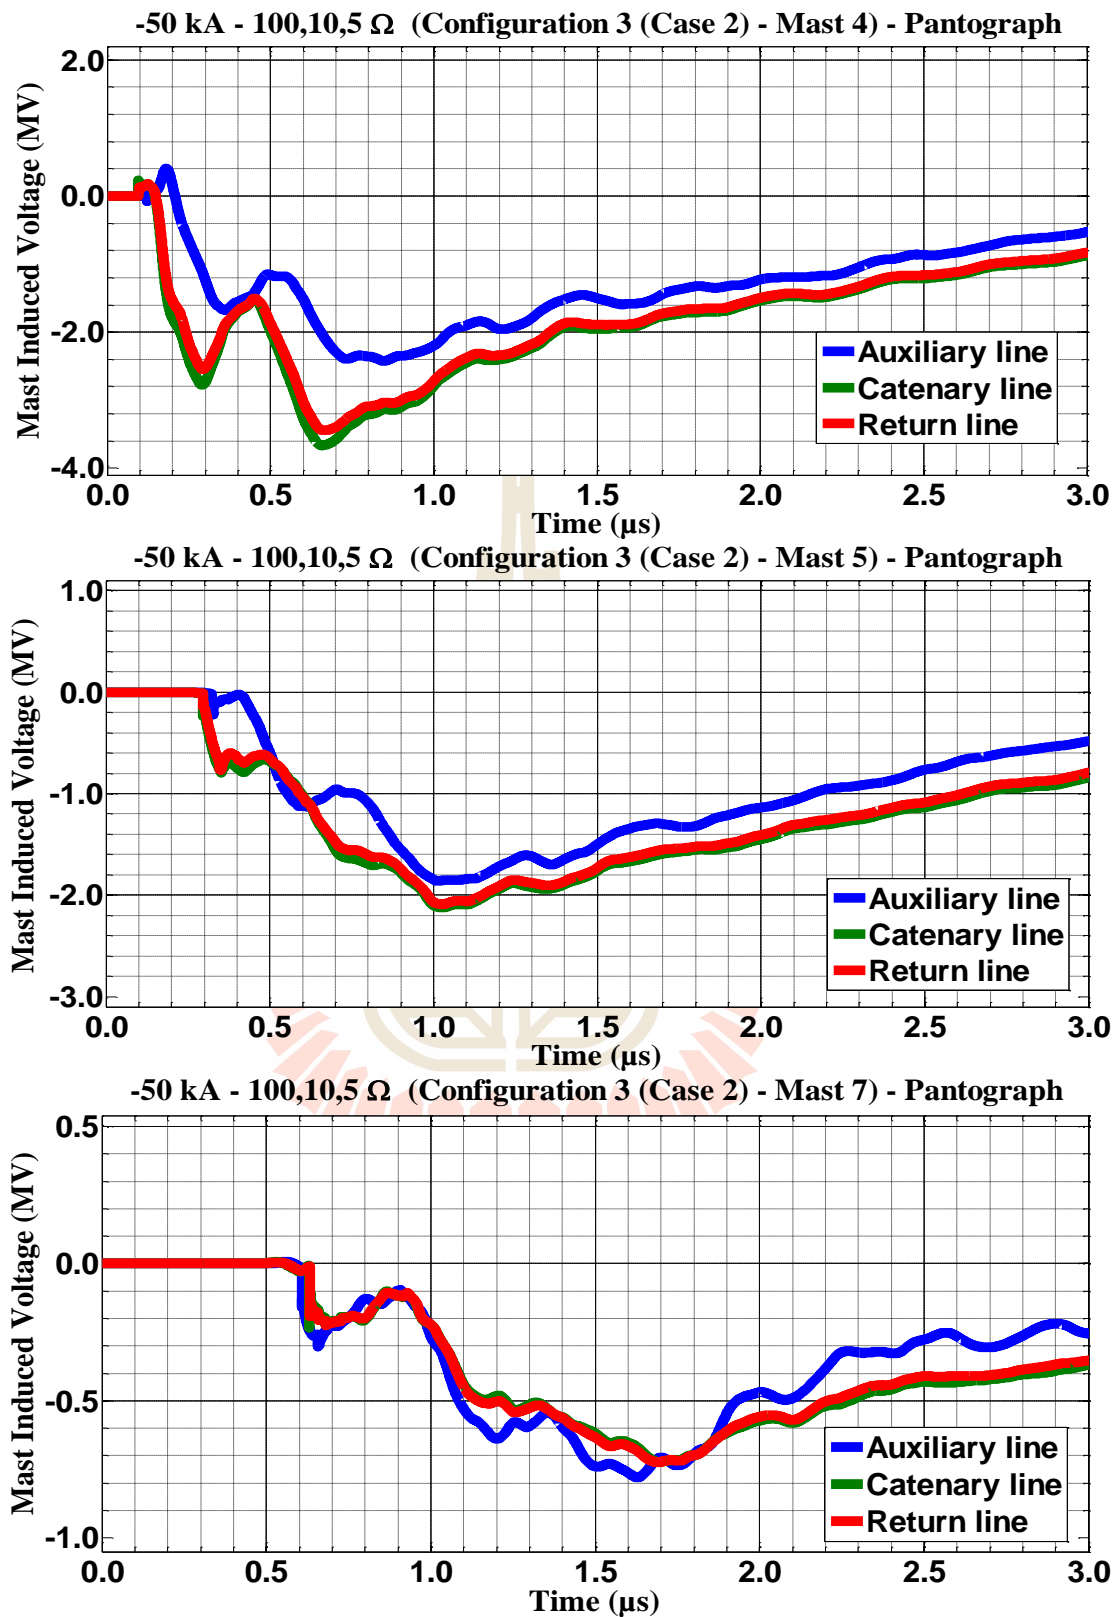 -50 kA - 100,10,5 Ω (Configuration 3 (Case 2) - Mast 4) - Pantograph
Mast Induced Voltage (MV)
2.0
0.0
-2.0
-4.0
Auxiliary line
Catenary line
Return line
0.0 0.5 1.0 1.5 2.0 2.5 3.0
Time (µs)
-50 kA - 100,10,5 Ω (Configuration 3 (Case 2) - Mast 5) - Pantograph
Mast Induced Voltage (MV)
1.0
0.0
-1.0
-2.0
-3.0
Auxiliary line
Catenary line
Return line
0.0 0.5 1.0 1.5 2.0 2.5 3.0
Time (µs)
-50 kA - 100,10,5 Ω (Configuration 3 (Case 2) - Mast 7) - Pantograph
Mast Induced Voltage (MV)
0.5
0.0
-0.5
-1.0
Auxiliary line
Catenary line
Return line
0.0 0.5 1.0 1.5 2.0 2.5 3.0
Time (µs)